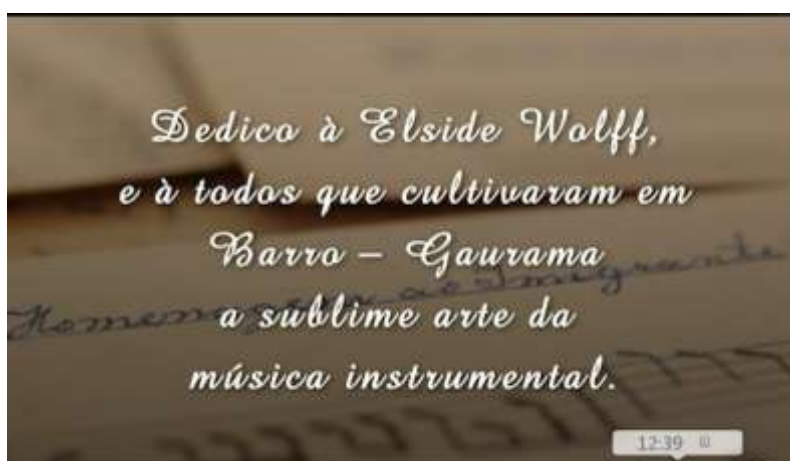 Dedico à Elside Wolff,
e à todos que cultivaram em
Barro – Gaurama
Homenagem ao Imigrante
a sublime arte da
música instrumental.
12:39